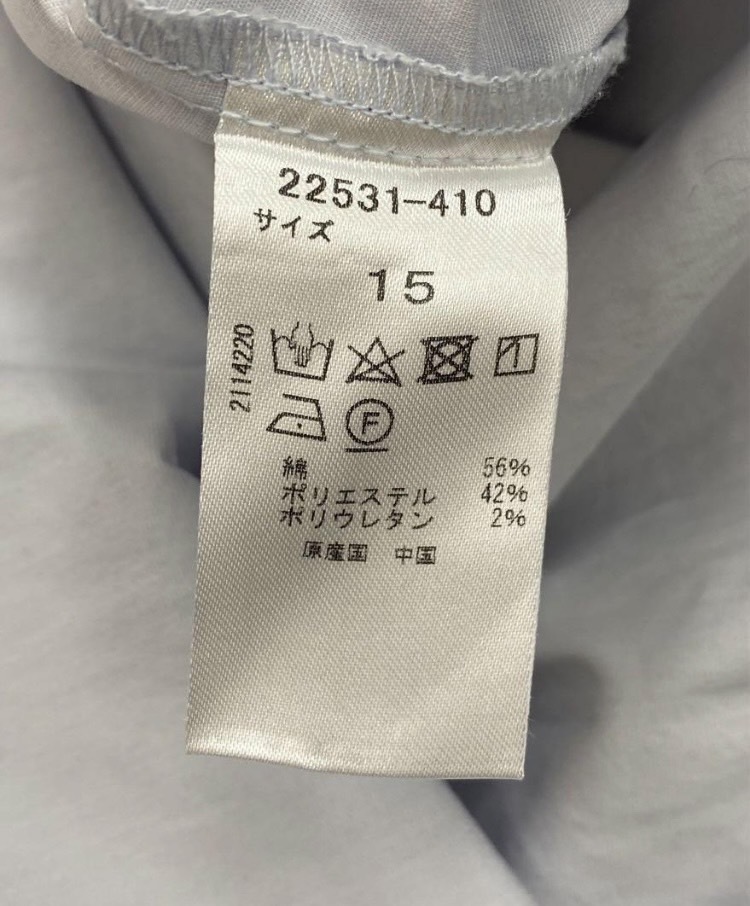 22531-410
サイズ
15
2114220
F
綿 56%
ポリエステル 42%
ポリウレタン 2%
原産国 中国